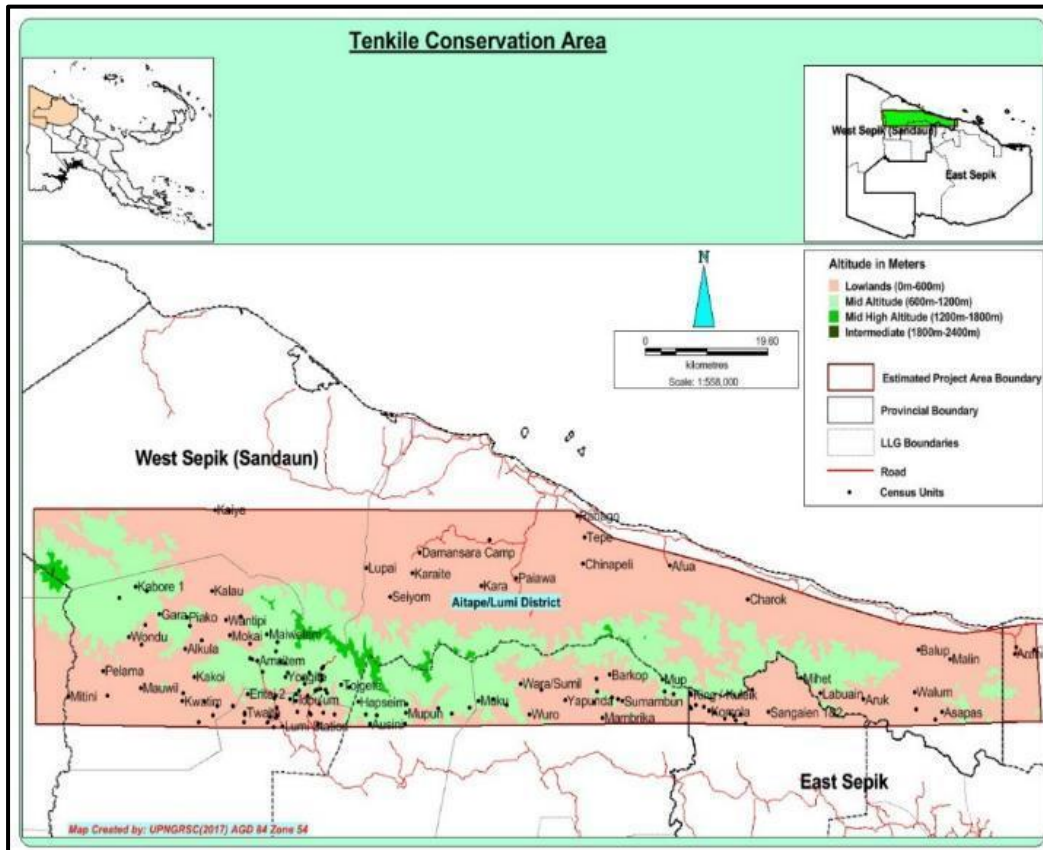 Tenkile Conservation Area
West Sepik (Sandaun)
East Sepik
N
0 19.60
kilometres
Scale: 1:558,000
Altitude in Meters
Lowlands (0m-600m)
Mid Altitude (600m-1200m)
Mid High Altitude (1200m-1800m)
Intermediate (1800m-2400m)
Estimated Project Area Boundary
Provincial Boundary
LLG Boundaries
Road
Census Units
West Sepik (Sandaun)
Kaiye
Tepe
Damansara Camp
Lupai
Karaite
Chinapeli
Afua
Paiawa
Kara
Kabore 1
Kalau
Seiyom
Aitape/Lumi District
Charok
Gara
Piako
Wantipi
Wondu
Mokai
Alkula
Balup
Malin
Pelama
Kakoi
Barkop
Mup
Mihet
Mitini
Mauwil
Kwatim
Wara/Sumil
Yapunda
Sumambun
Labuain
Aruk
Walum
Hapseim
Maku
Mupun
Wuro
Mambrika
Sangaien 1&2
Asapas
Lumi Station
East Sepik
Map Created by: UPNGRSC(2017) AGD 84 Zone 54